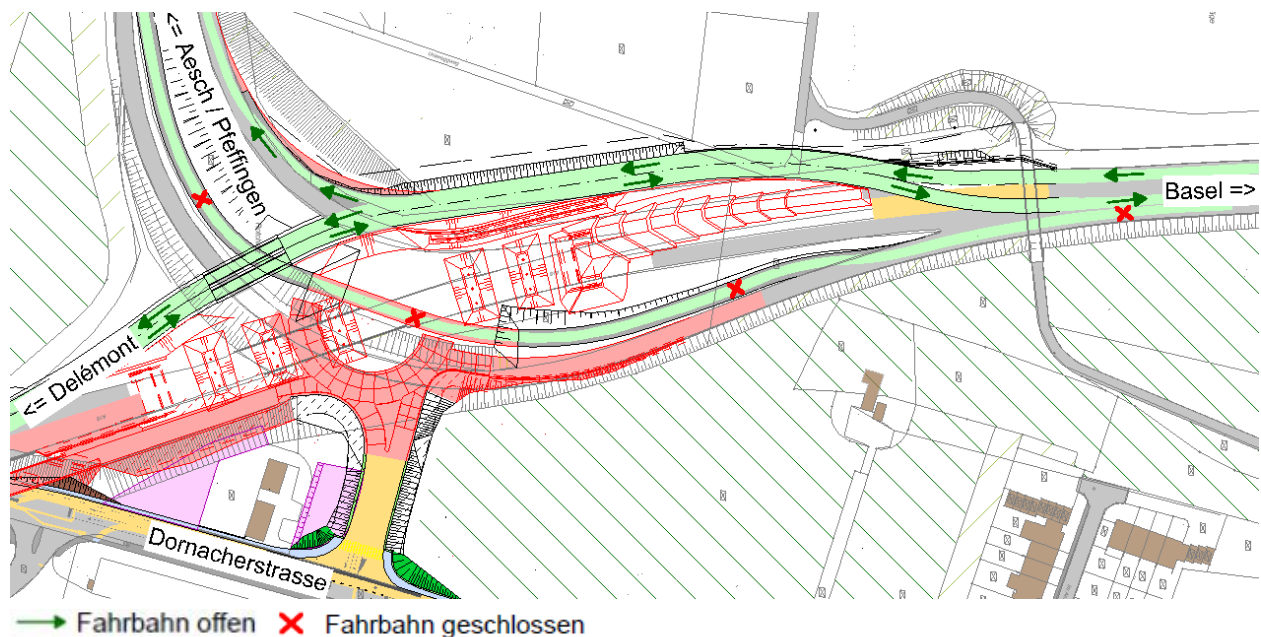 <= Aesch / Pfeffingen
Basel =>
<= Delémont
Dornacherstrasse
Fahrbahn offen
Fahrbahn geschlossen